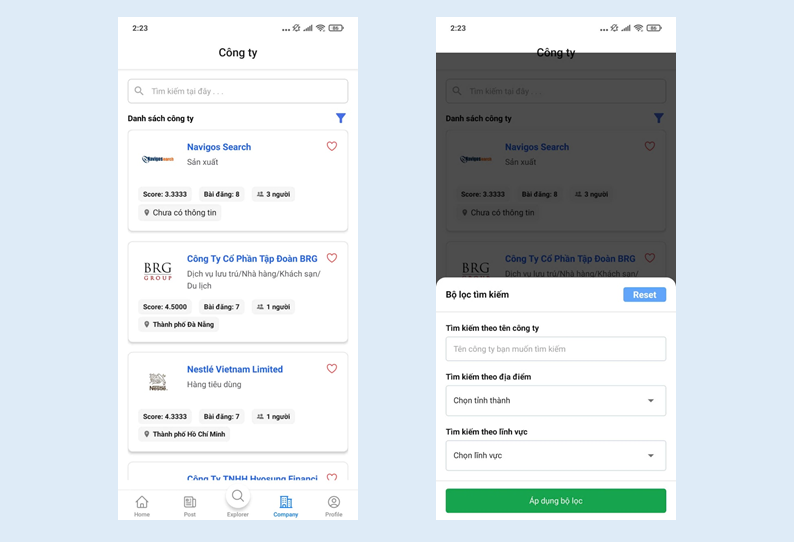 2:23
Công ty
Tìm kiếm tại đây . . .
Danh sách công ty
Navigos search
Navigos Search
Sản xuất
Score: 3.3333 Bài đăng: 8 3 người
Chưa có thông tin
BRG
GROUP
Công Ty Cổ Phần Tập Đoàn BRG
Dịch vụ lưu trú/Nhà hàng/Khách sạn/
Du lịch
Score: 4.5000 Bài đăng: 7 1 người
Thành phố Đà Nẵng
Nestlé
Nestlé Vietnam Limited
Hàng tiêu dùng
Score: 4.3333 Bài đăng: 7 1 người
Thành phố Hồ Chí Minh
Công Ty TNHH Hyosung Financi
Home Post Explorer Company Profile
2:23
Công ty
Tìm kiếm tại đây . . .
Danh sách công ty
Navigos search
Navigos Search
Sản xuất
Score: 3.3333 Bài đăng: 8 3 người
Chưa có thông tin
BRG
Công Ty Cổ Phần Tập Đoàn BRG
Dịch vụ lưu trú/Nhà hàng/Khách sạn/
Bộ lọc tìm kiếm Reset
Tìm kiếm theo tên công ty
Tên công ty bạn muốn tìm kiếm
Tìm kiếm theo địa điểm
Chọn tỉnh thành
Tìm kiếm theo lĩnh vực
Chọn lĩnh vực
Áp dụng bộ lọc